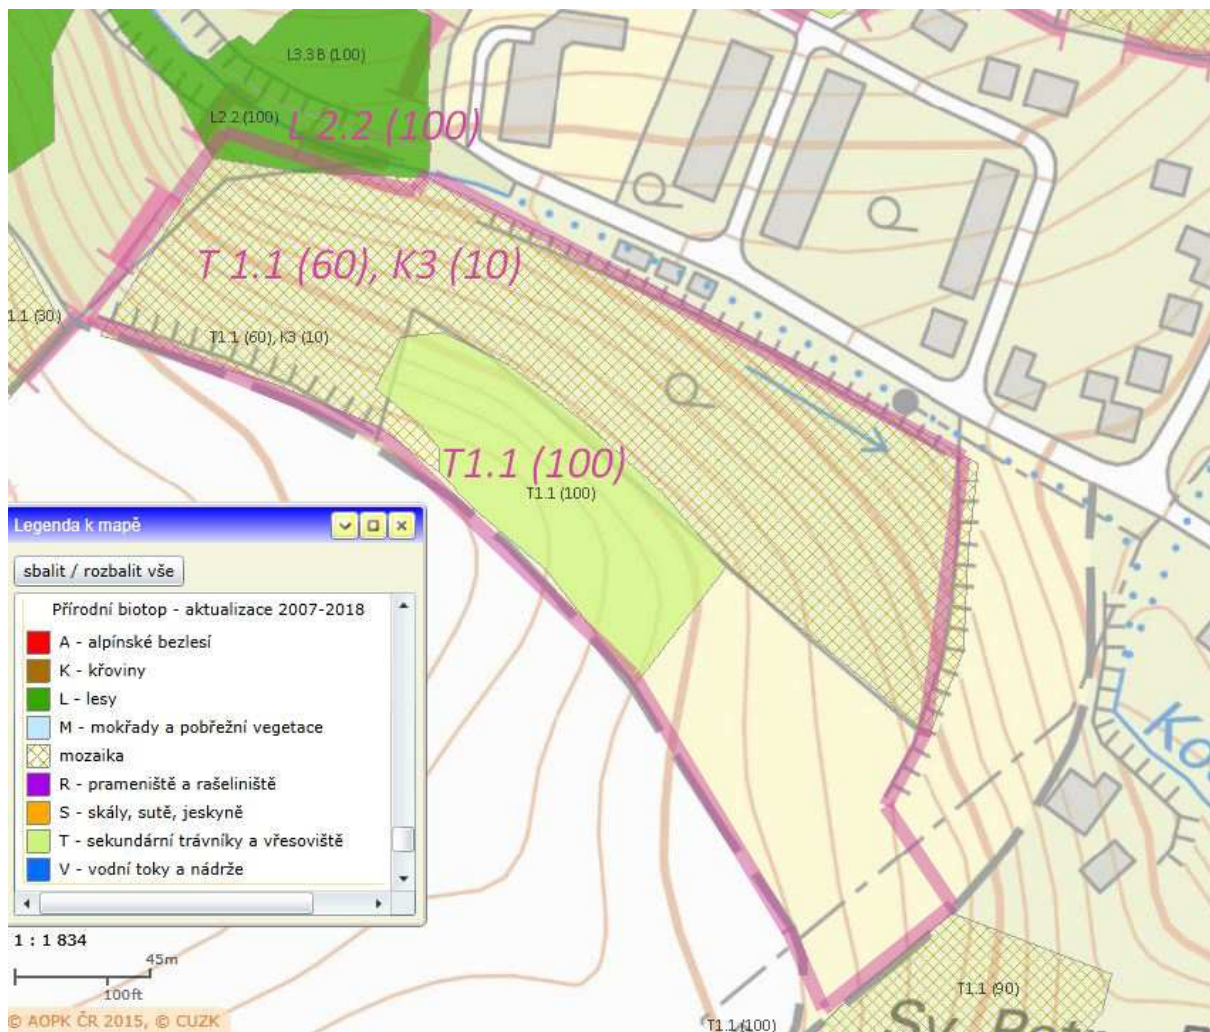 L3.3B (100)
L2.2 (100)
L 2.2 (100)
T 1.1 (60), K3 (10)
1.1 (30)
T1.1 (60), K3 (10)
T1.1 (100)
T1.1 (100)
Legenda k mapě
sbalit / rozbalit vše
Přírodní biotop - aktualizace 2007-2018
A - alpínské bezlesí
K - křoviny
L - lesy
M - mokřady a pobřežní vegetace
mozaika
R - prameniště a rašeliniště
S - skály, sutě, jeskyně
T - sekundární trávníky a vřesoviště
V - vodní toky a nádrže
1 : 1 834
45m
100ft
© AOPK ČR 2015, © CUZK
T1.1 (90)
T1.1 (100)
Sv.